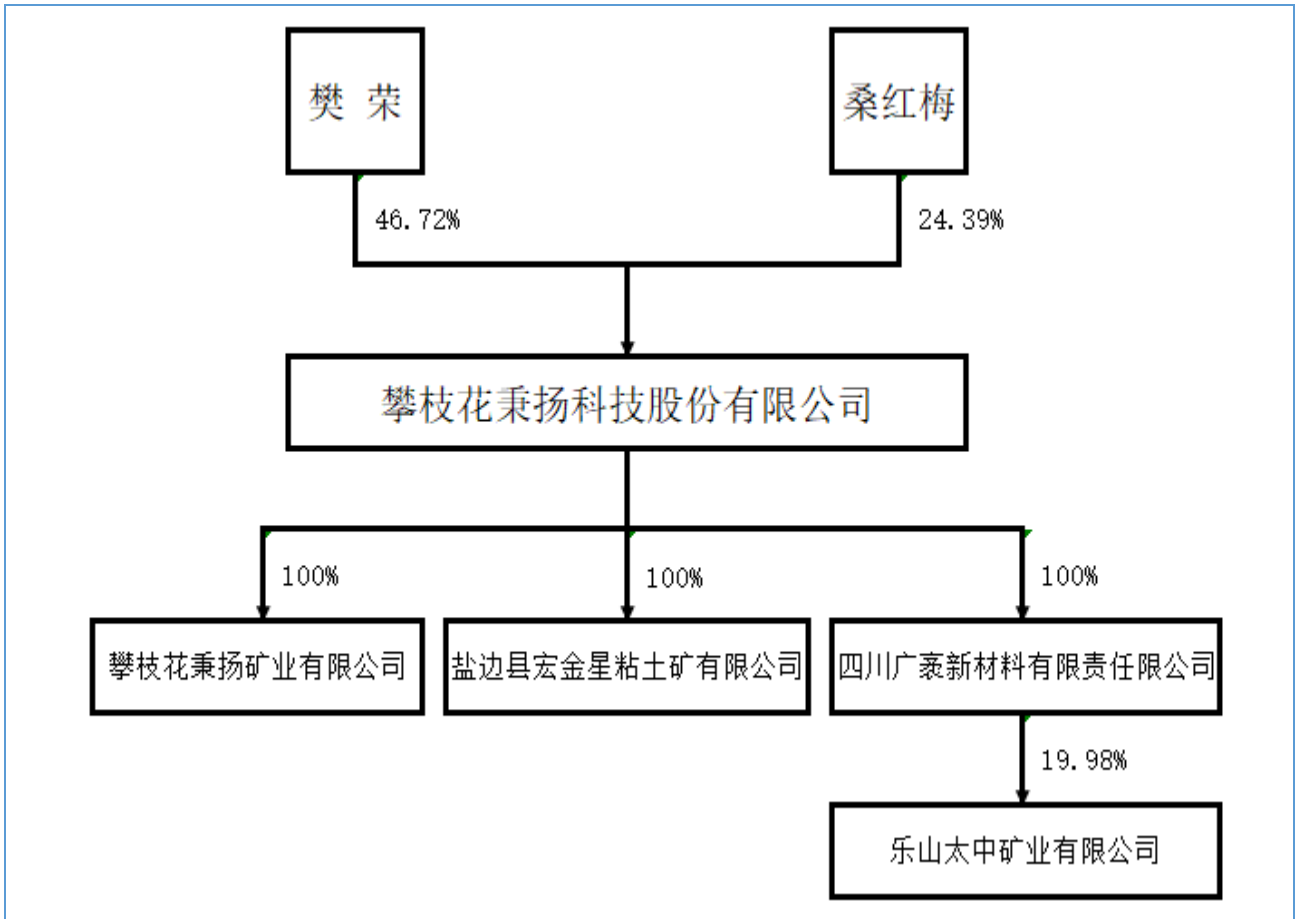 樊 荣
桑红梅
46.72%
24.39%
攀枝花秉扬科技股份有限公司
100%
100%
100%
攀枝花秉扬矿业有限公司
盐边县宏金星粘土矿有限公司
四川广袤新材料有限责任限公司
19.98%
乐山太中矿业有限公司